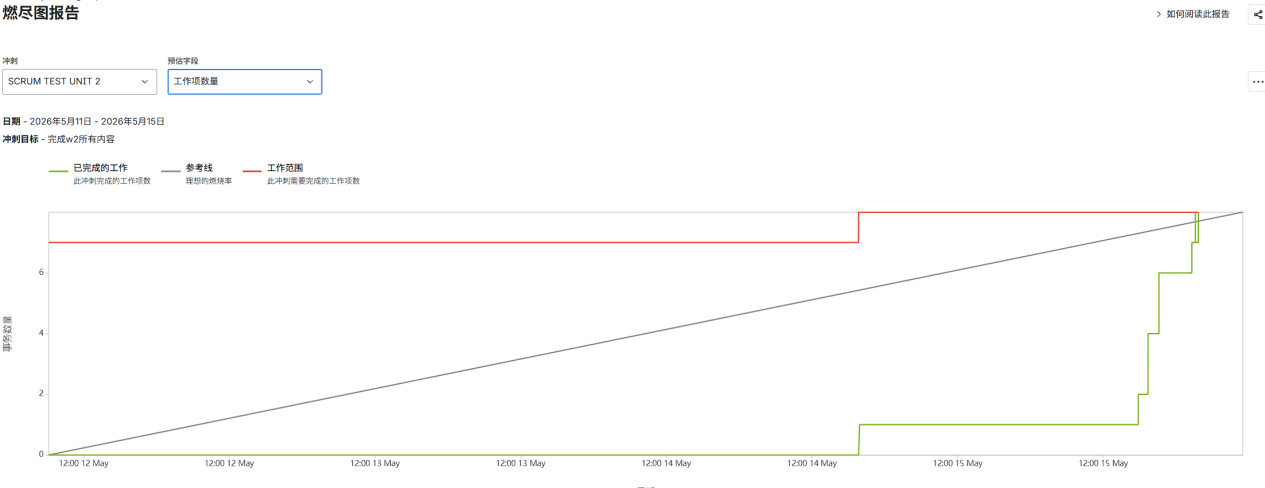 燃尽图报告
如何阅读此报告
冲刺
预估字段
SCRUM TEST UNIT 2
工作项数量
日期 - 2026年5月11日 - 2026年5月15日
冲刺目标 - 完成w2所有内容
已完成的工作
此冲刺完成的工作项数
参考线
理想的燃烧率
工作范围
此冲刺需要完成的工作项数
事务数量
6
4
2
0
12:00 12 May
12:00 12 May
12:00 13 May
12:00 13 May
12:00 14 May
12:00 14 May
12:00 15 May
12:00 15 May